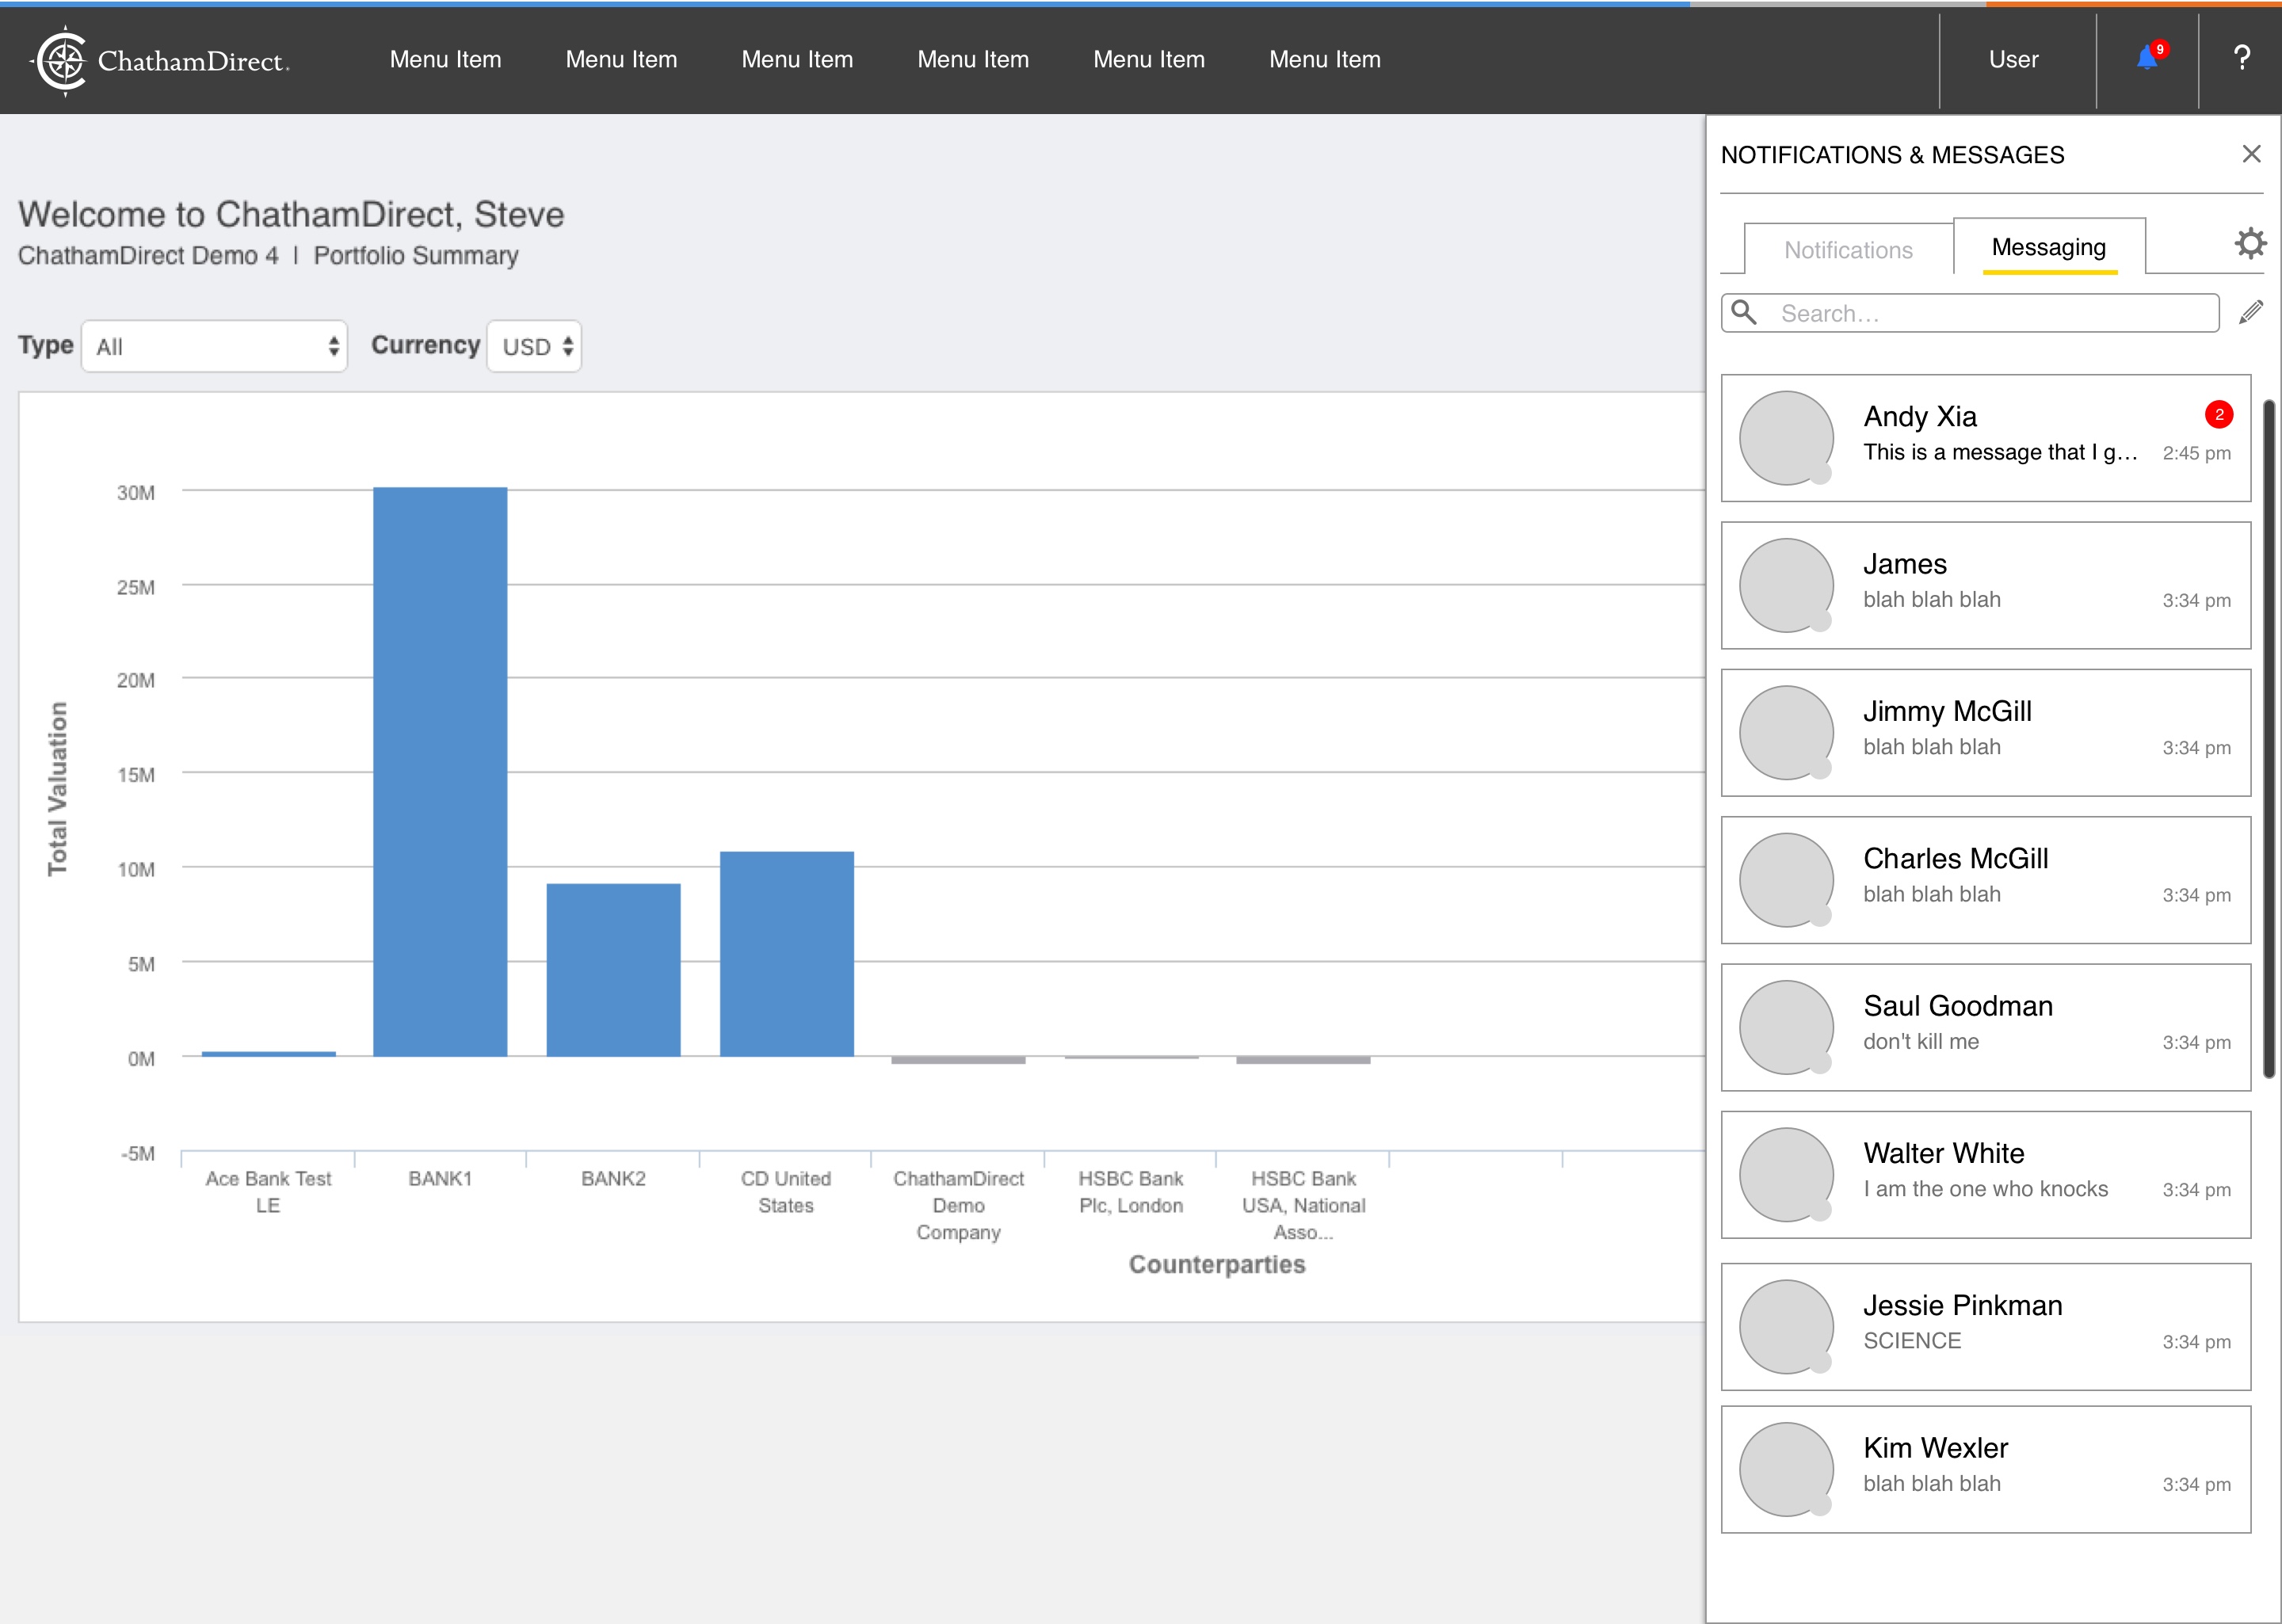 ChathamDirect.
Menu Item Menu Item Menu Item Menu Item Menu Item Menu Item
User 9 ?
Welcome to ChathamDirect, Steve
ChathamDirect Demo 4 | Portfolio Summary
Type All Currency USD
Total Valuation
30M
25M
20M
15M
10M
5M
0M
-5M
Ace Bank Test
LE
BANK1
BANK2
CD United
States
ChathamDirect
Demo
Company
HSBC Bank
Plc, London
HSBC Bank
USA, National
Asso...
Counterparties
NOTIFICATIONS & MESSAGES
Notifications Messaging
Search...
Andy Xia 2
This is a message that I g... 2:45 pm
James
blah blah blah 3:34 pm
Jimmy McGill
blah blah blah 3:34 pm
Charles McGill
blah blah blah 3:34 pm
Saul Goodman
don't kill me 3:34 pm
Walter White
I am the one who knocks 3:34 pm
Jessie Pinkman
SCIENCE 3:34 pm
Kim Wexler
blah blah blah 3:34 pm